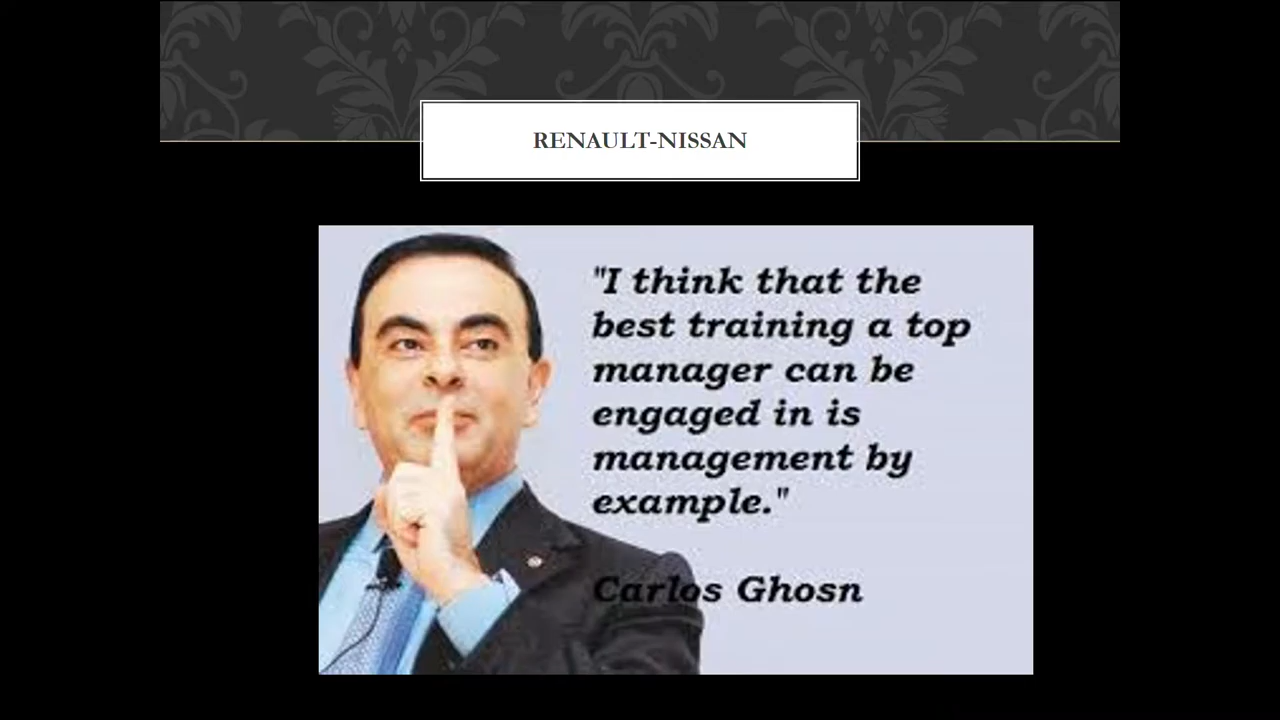 RENAULT-NISSAN
"I think that the
best training a top
manager can be
engaged in is
management by
example."
Carlos Ghosn